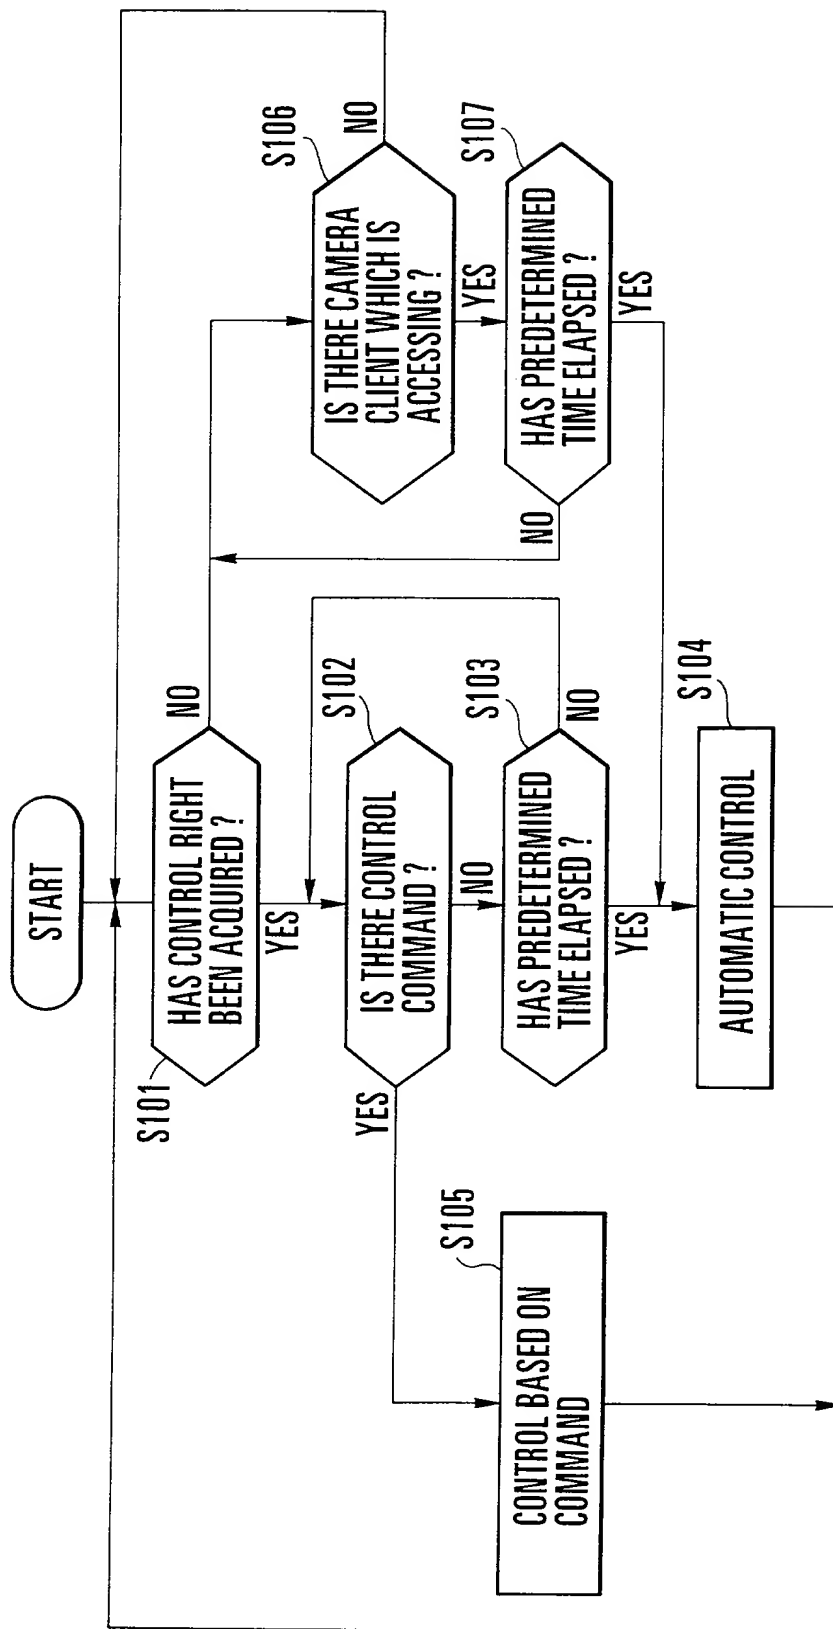 START
S101
HAS CONTROL RIGHT
BEEN ACQUIRED ?
NO
YES
S102
IS THERE CONTROL
COMMAND ?
YES
NO
S103
HAS PREDETERMINED
TIME ELAPSED ?
NO
YES
S104
AUTOMATIC CONTROL
S105
CONTROL BASED ON
COMMAND
S106
IS THERE CAMERA
CLIENT WHICH IS
ACCESSING ?
NO
YES
S107
HAS PREDETERMINED
TIME ELAPSED ?
NO
YES